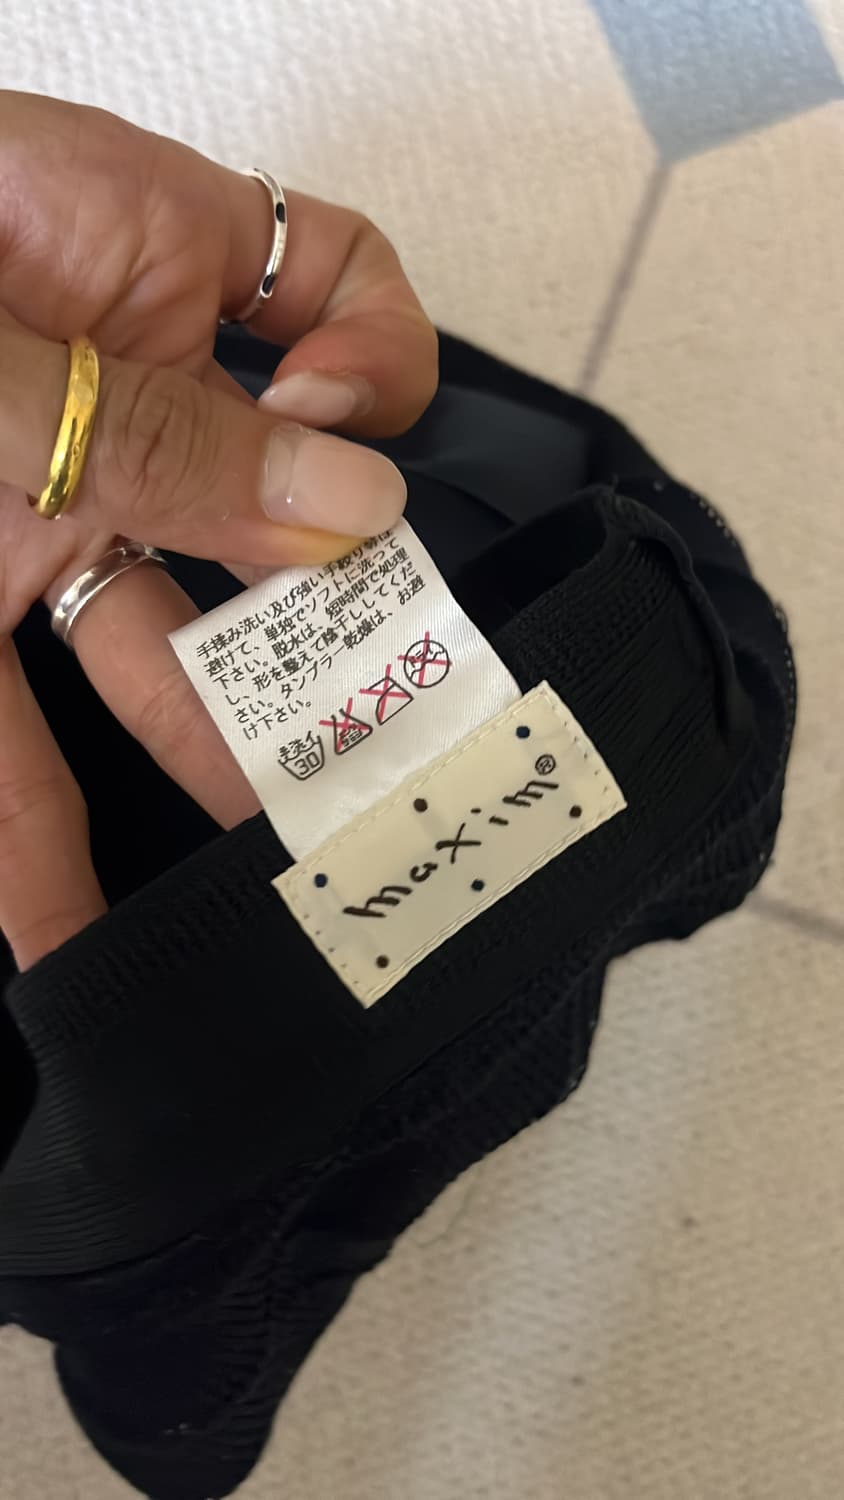 手揉み洗い及び強い手絞り等は
避けて、単独でソフトに洗って
下さい。脱水は、短時間で処理
し、形を整えて陰干ししてくだ
さい。タンブラー乾燥は、お避
け下さい。
手洗イ
30
maxim®